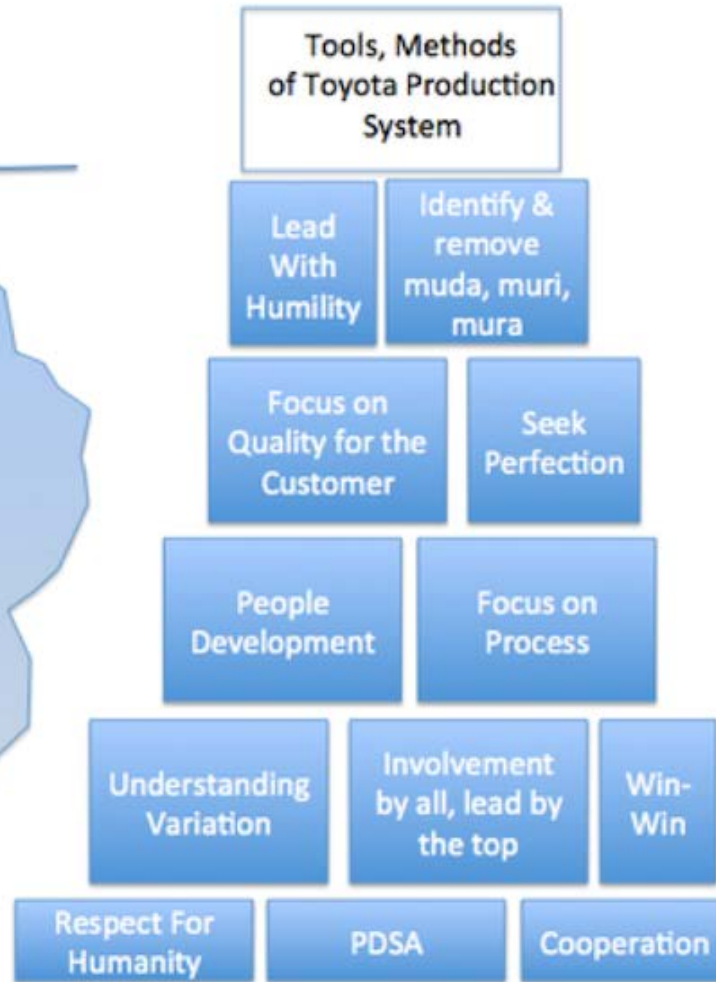 Tools, Methods
of Toyota Production
System
Lead
With
Humility
Identify &
remove
muda, muri,
mura
Focus on
Quality for the
Customer
Seek
Perfection
People
Development
Focus on
Process
Understanding
Variation
Involvement
by all, lead by
the top
Win-
Win
Respect For
Humanity
PDSA
Cooperation